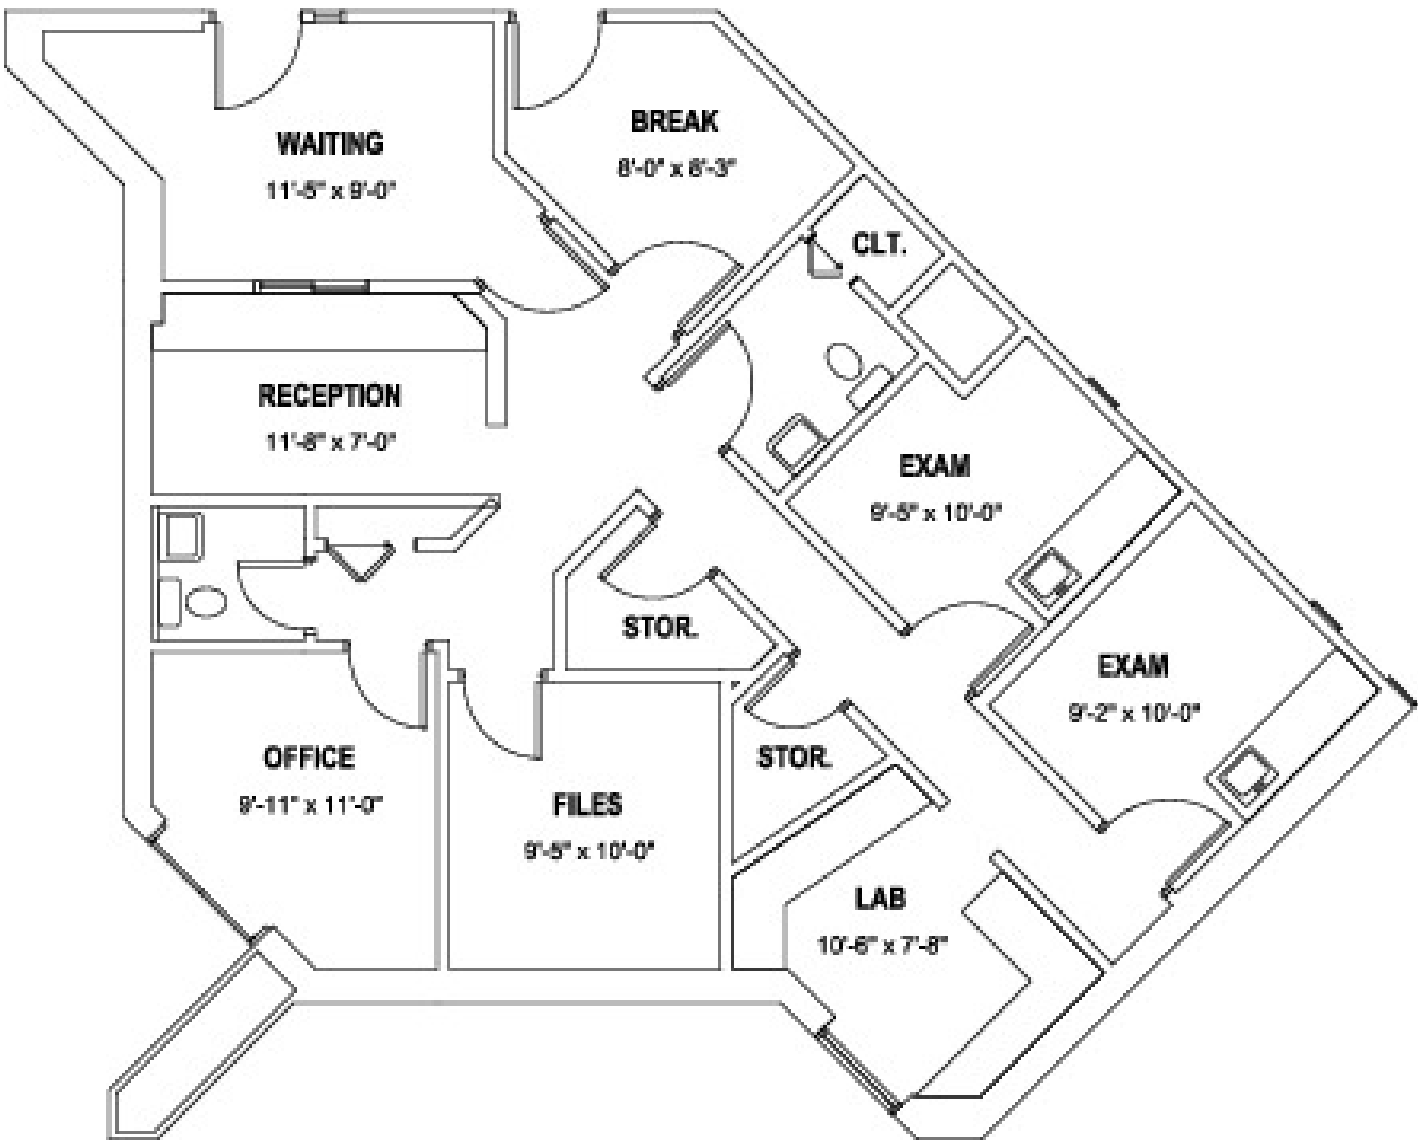 WAITING
11'-5" x 9'-0"
BREAK
8'-0" x 8'-3"
CLT.
RECEPTION
11'-8" x 7'-0"
EXAM
9'-5" x 10'-0"
STOR.
EXAM
9'-2" x 10'-0"
OFFICE
9'-11" x 11'-0"
STOR.
FILES
9'-5" x 10'-0"
LAB
10'-6" x 7'-8"